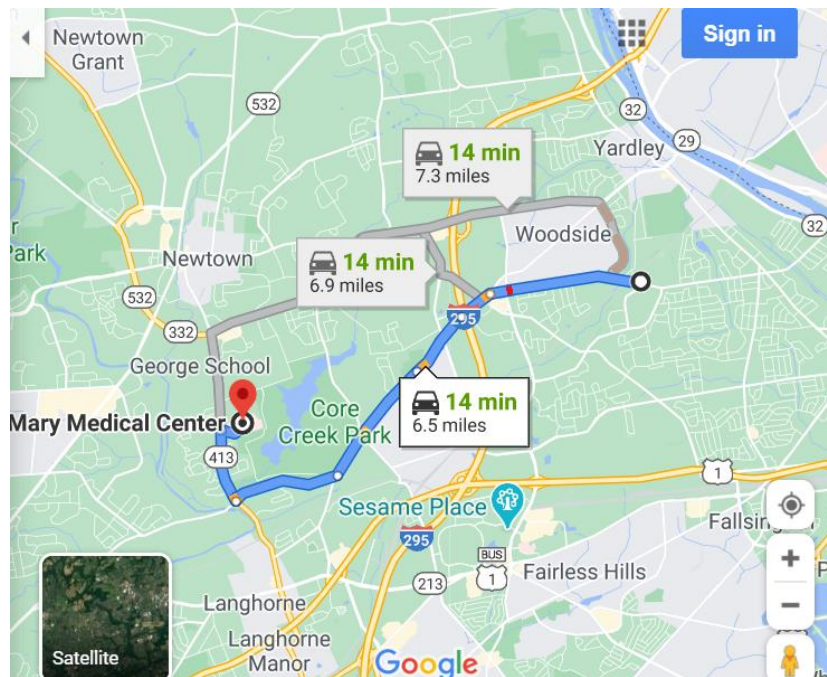 Sign in
Newtown
Grant
532
32
29
14 min
7.3 miles
Yardley
Park
Woodside
32
Newtown
14 min
6.9 miles
532
295
332
George School
14 min
6.5 miles
Mary Medical Center
Core
Creek Park
413
1
Sesame Place
Fallsing
295
BUS
1
Fairless Hills
213
Langhorne
Langhorne
Manor
Satellite
Google